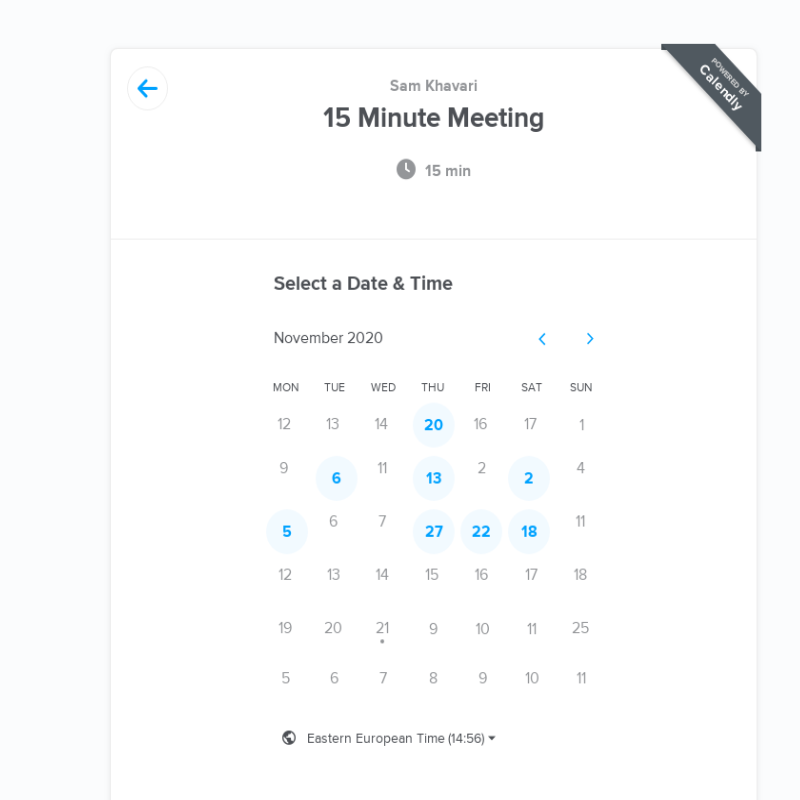 Sam Khavari
15 Minute Meeting
15 min
POWERED BY
Calendly
Select a Date & Time
November 2020
MON TUE WED THU FRI SAT SUN
12 13 14 20 16 17 1
9 6 11 13 2 2 4
5 6 7 27 22 18 11
12 13 14 15 16 17 18
19 20 21 9 10 11 25
5 6 7 8 9 10 11
Eastern European Time (14:56)